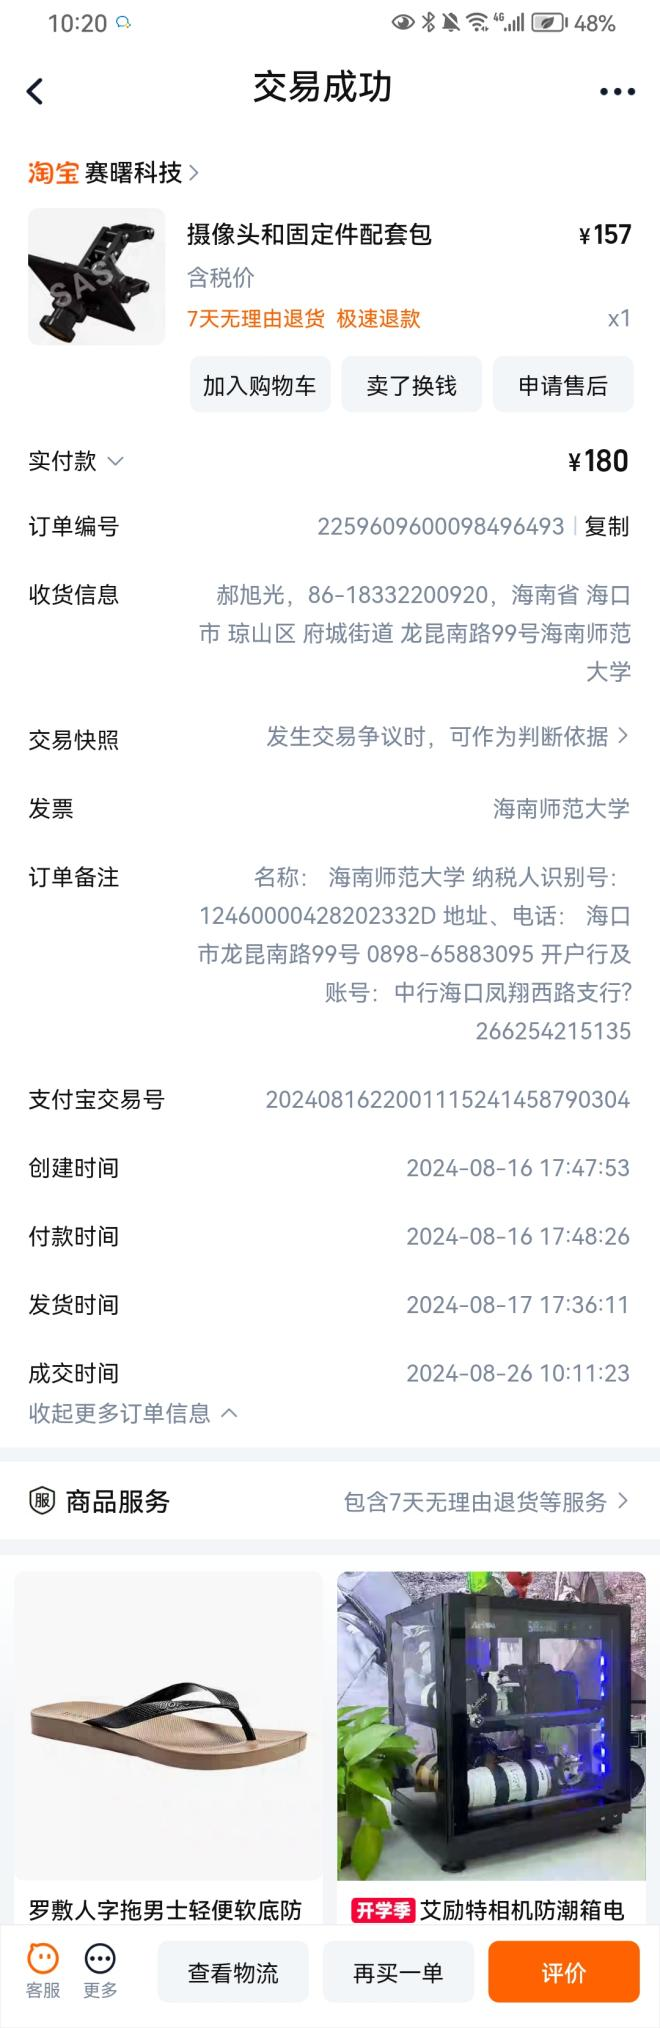 10:20
4G
48%
交易成功
淘宝 赛曙科技
SAS
摄像头和固定件配套包 ¥157
含税价
7天无理由退货 极速退款 x1
加入购物车 卖了换钱 申请售后
实付款 ¥180
订单编号 2259609600098496493 | 复制
收货信息 郝旭光，86-18332200920，海南省 海口
市 琼山区 府城街道 龙昆南路99号海南师范
大学
交易快照 发生交易争议时，可作为判断依据
发票 海南师范大学
订单备注 名称： 海南师范大学 纳税人识别号：
12460000428202332D 地址、电话： 海口
市龙昆南路99号 0898-65883095 开户行及
账号：中行海口凤翔西路支行?
266254215135
支付宝交易号 2024081622001115241458790304
创建时间 2024-08-16 17:47:53
付款时间 2024-08-16 17:48:26
发货时间 2024-08-17 17:36:11
成交时间 2024-08-26 10:11:23
收起更多订单信息
服 商品服务 包含7天无理由退货等服务
罗敷人字拖男士轻便软底防
开学季 艾励特相机防潮箱电
客服 更多 查看物流 再买一单 评价